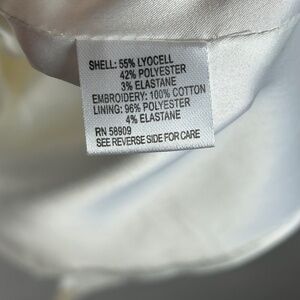 SHELL: 55% LYOCELL
42% POLYESTER
3% ELASTANE
EMBROIDERY: 100% COTTON
LINING: 96% POLYESTER
4% ELASTANE
RN 58909
SEE REVERSE SIDE FOR CARE